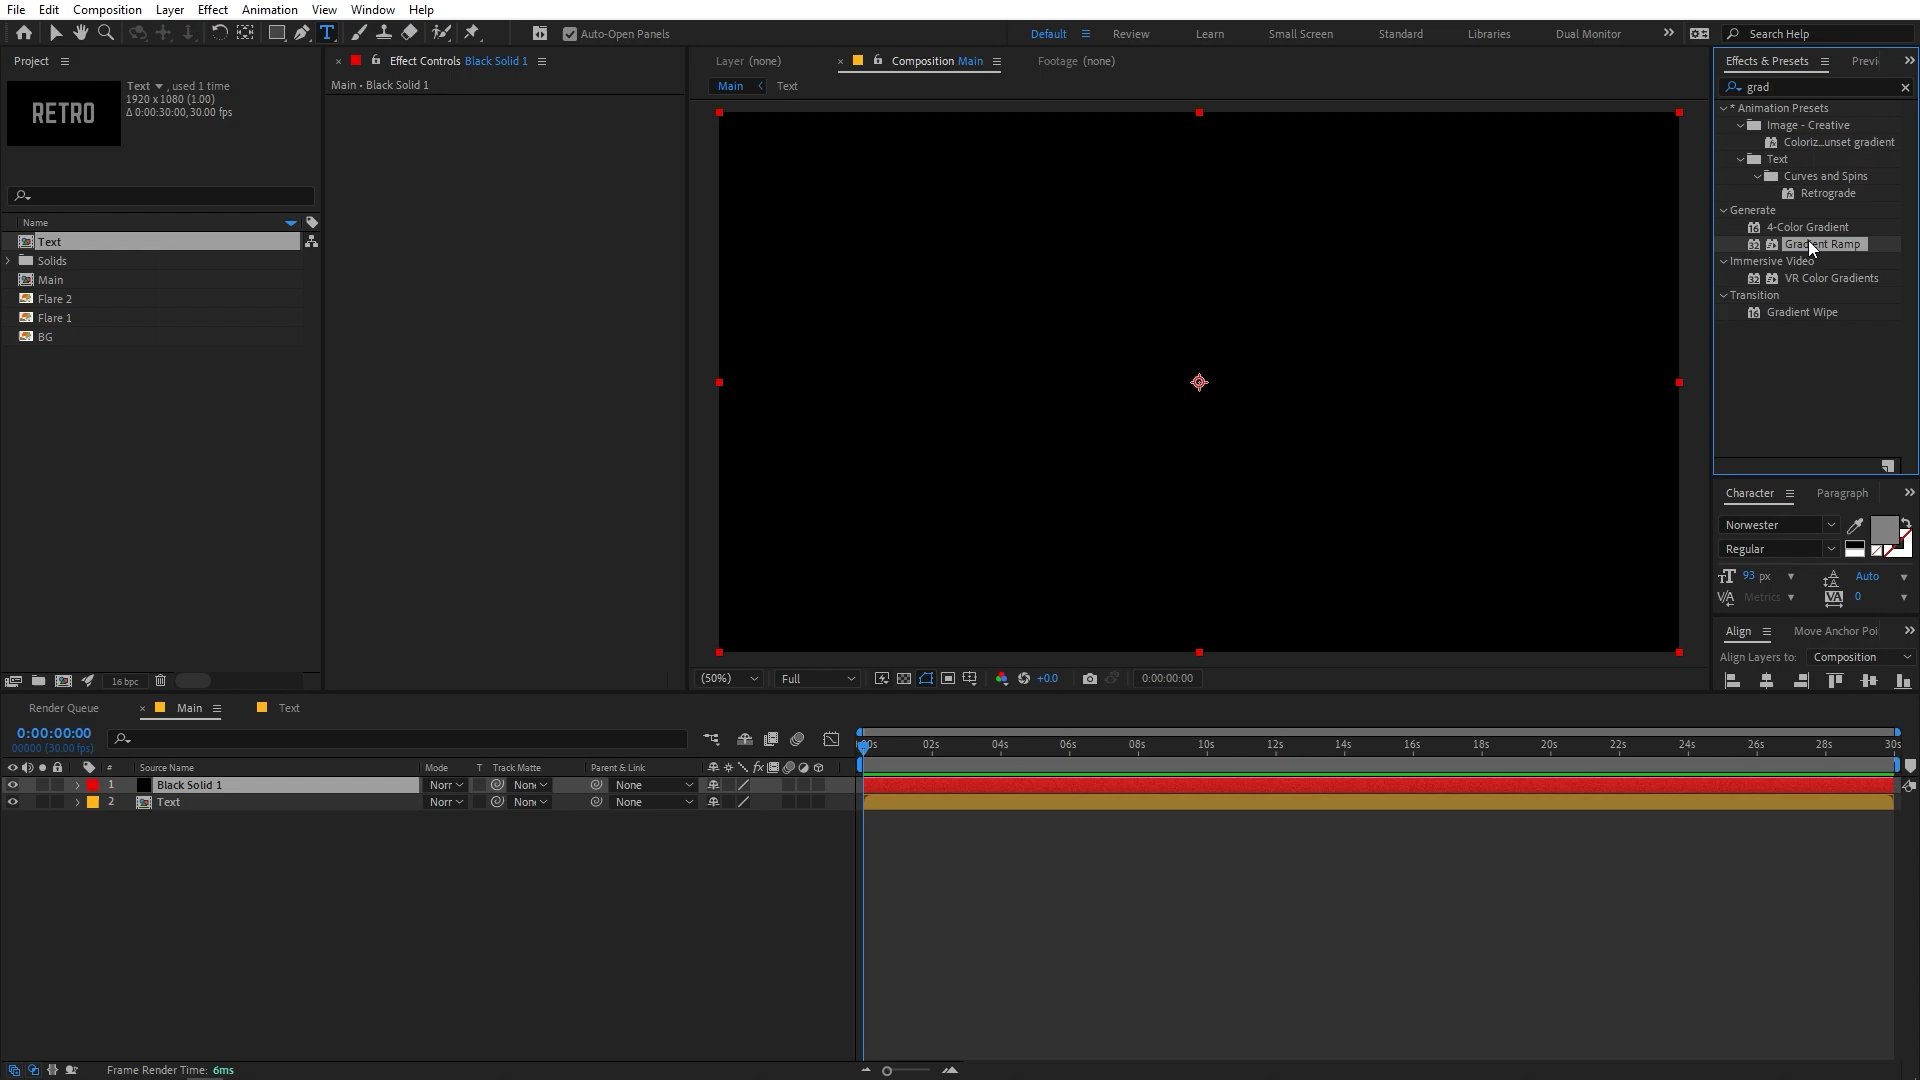 File Edit Composition Layer Effect Animation View Window Help
Auto-Open Panels
Default Review Learn Small Screen Standard Libraries Dual Monitor Search Help
Project
Text , used 1 time
1920 x 1080 (1.00)
Δ 0:00:30:00, 30.00 fps
RETRO
Name
Text
Solids
Main
Flare 2
Flare 1
BG
16 bpc
Effect Controls Black Solid 1
Main • Black Solid 1
Layer (none) Composition Main Footage (none)
Main Text
(50%) Full +0.0 0:00:00:00
Effects & Presets Previ
grad
* Animation Presets
Image - Creative
Coloriz...unset gradient
Text
Curves and Spins
Retrograde
Generate
16 4-Color Gradient
32 Gradient Ramp
Immersive Video
32 VR Color Gradients
Transition
16 Gradient Wipe
Character Paragraph
Norwester
Regular
93 px Auto
Metrics 0
Align Move Anchor Poi
Align Layers to: Composition
Render Queue Main Text
0:00:00:00
00000 (30.00 fps)
:00s 02s 04s 06s 08s 10s 12s 14s 16s 18s 20s 22s 24s 26s 28s 30s
# Source Name Mode T Track Matte Parent & Link
1 Black Solid 1 Norr None None
2 Text Norr None None
Frame Render Time: 6ms